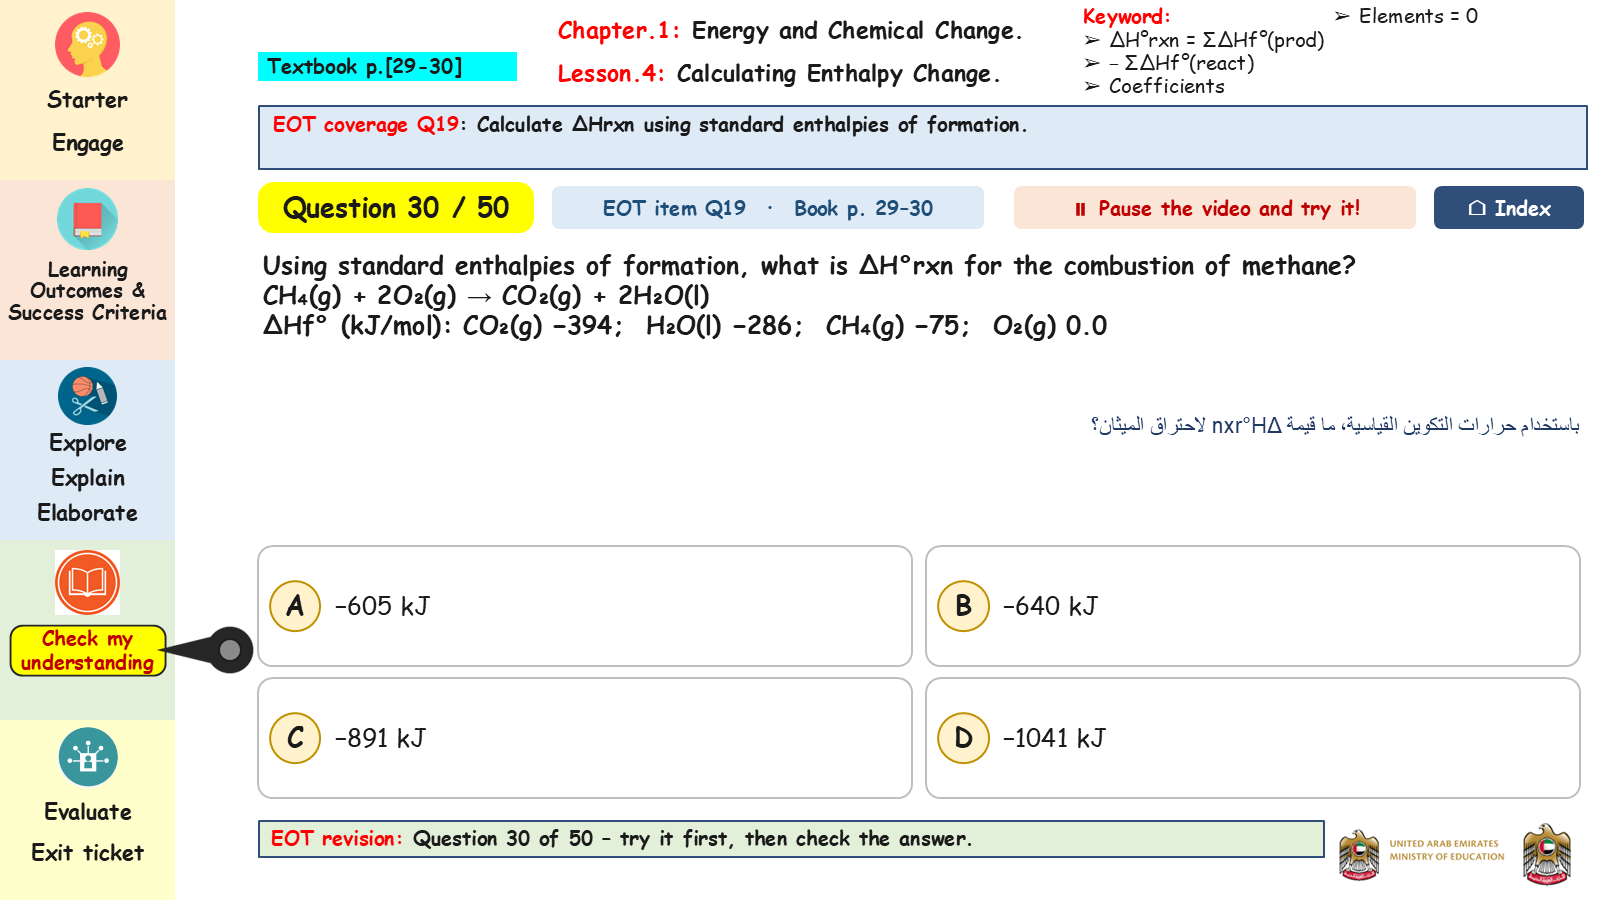 Starter
Engage
Learning
Outcomes &
Success Criteria
Explore
Explain
Elaborate
Check my
understanding
Evaluate
Exit ticket
Textbook p.[29-30]
Chapter.1: Energy and Chemical Change.
Lesson.4: Calculating Enthalpy Change.
Keyword:
➢ ΔH°rxn = ΣΔHf°(prod)
➢ − ΣΔHf°(react)
➢ Coefficients
➢ Elements = 0
EOT coverage Q19: Calculate ΔHrxn using standard enthalpies of formation.
Question 30 / 50
EOT item Q19 · Book p. 29–30
⏸ Pause the video and try it!
⌂ Index
Using standard enthalpies of formation, what is ΔH°rxn for the combustion of methane?
CH₄(g) + 2O₂(g) → CO₂(g) + 2H₂O(l)
ΔHf° (kJ/mol): CO₂(g) −394; H₂O(l) −286; CH₄(g) −75; O₂(g) 0.0
باستخدام حرارات التكوين القياسية، ما قيمة nxr°HΔ لاحتراق الميثان؟
A −605 kJ
B −640 kJ
C −891 kJ
D −1041 kJ
EOT revision: Question 30 of 50 – try it first, then check the answer.
UNITED ARAB EMIRATES
MINISTRY OF EDUCATION